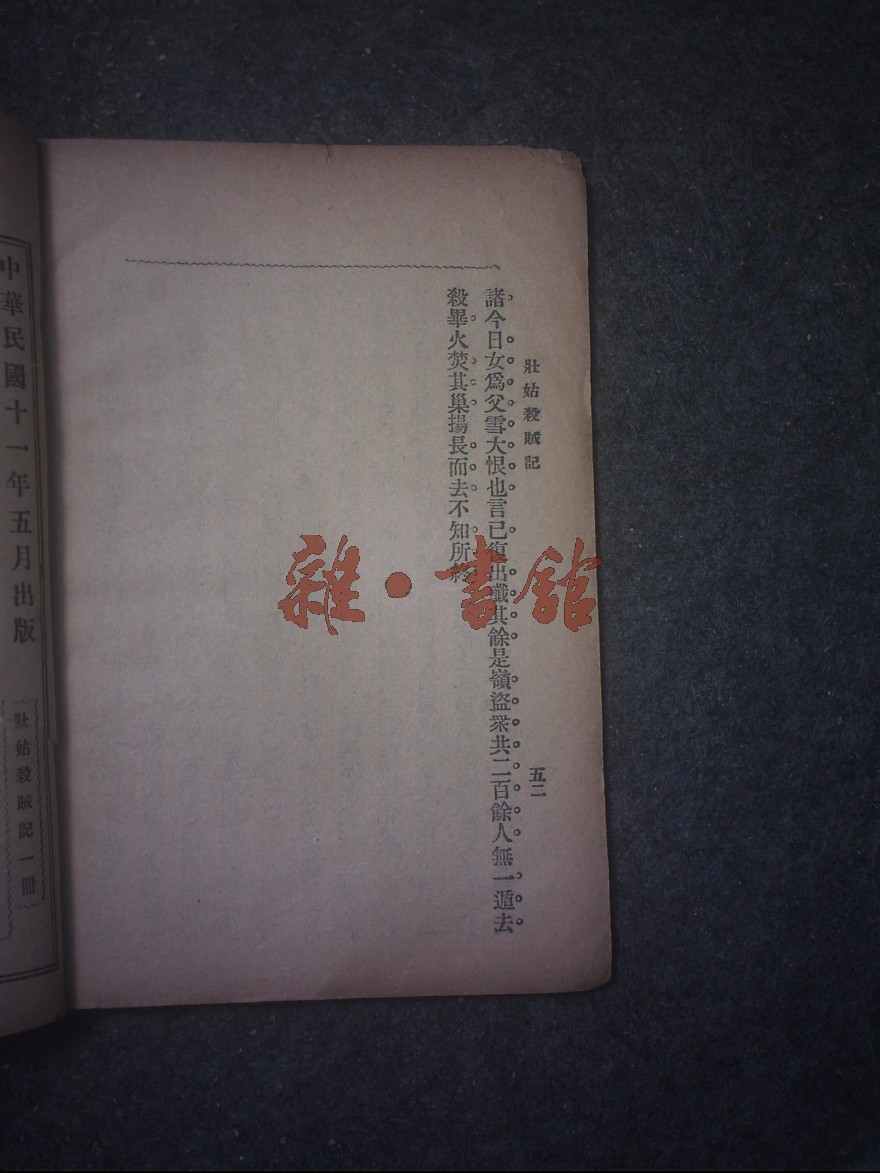 壯姑殺賊記
五二
諸今日女爲父雪大恨也言已復出殲其餘是嶺盜衆共二百餘人無一遁去
殺畢火焚其巢揚長而去不知所終
中華民國十一年五月出版
壯姑殺賊記一冊
雜·書館